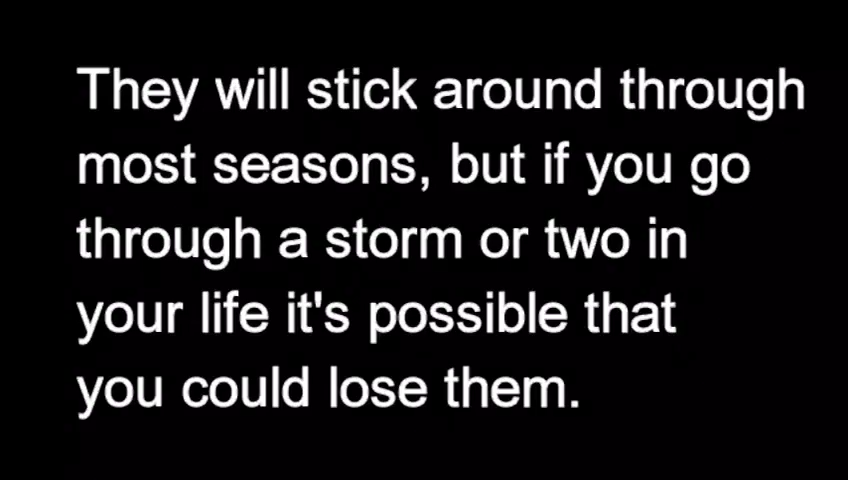 They will stick around through
most seasons, but if you go
through a storm or two in
your life it's possible that
you could lose them.